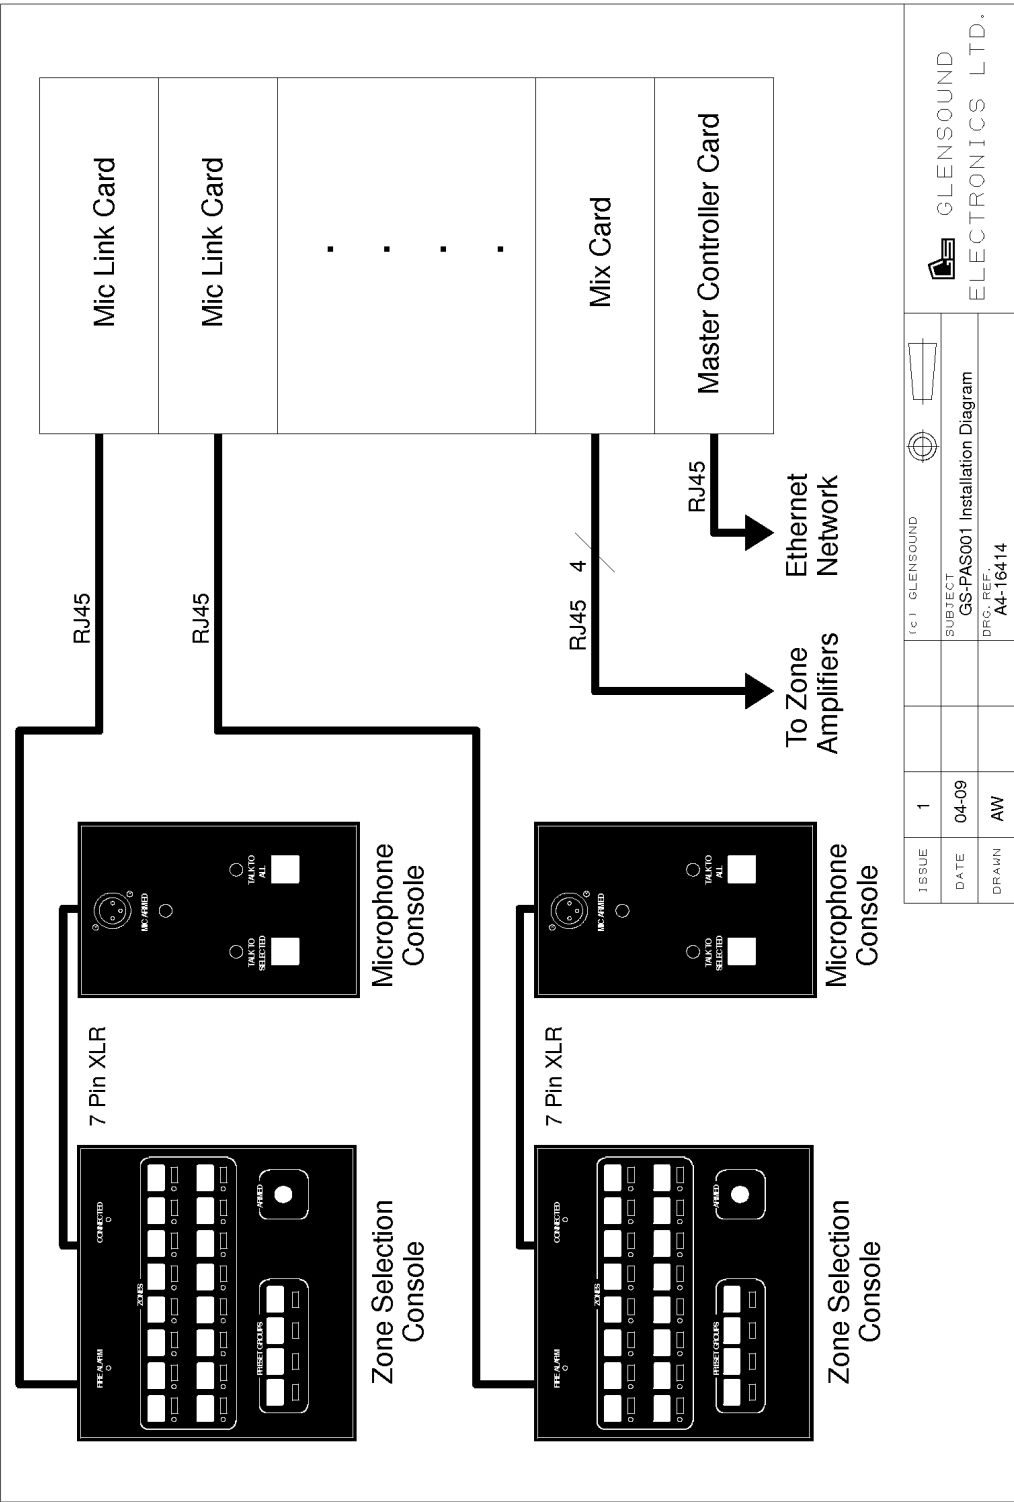 Mic Link Card
Mic Link Card
. . . .
Mix Card
Master Controller Card
RJ45
RJ45
RJ45
4
RJ45
To Zone
Amplifiers
Ethernet
Network
FIRE ALARM
CONNECTED
ZONES
PRESET GROUPS
ARMED
Zone Selection
Console
7 Pin XLR
MIC ARMED
TALK TO
SELECTED
TALK TO
ALL
Microphone
Console
FIRE ALARM
CONNECTED
ZONES
PRESET GROUPS
ARMED
Zone Selection
Console
7 Pin XLR
MIC ARMED
TALK TO
SELECTED
TALK TO
ALL
Microphone
Console
ISSUE 1
DATE 04-09
DRAWN AW
(c) GLENSOUND
SUBJECT
GS-PAS001 Installation Diagram
DRG. REF.
A4-16414
GS GLENSOUND
ELECTRONICS LTD.